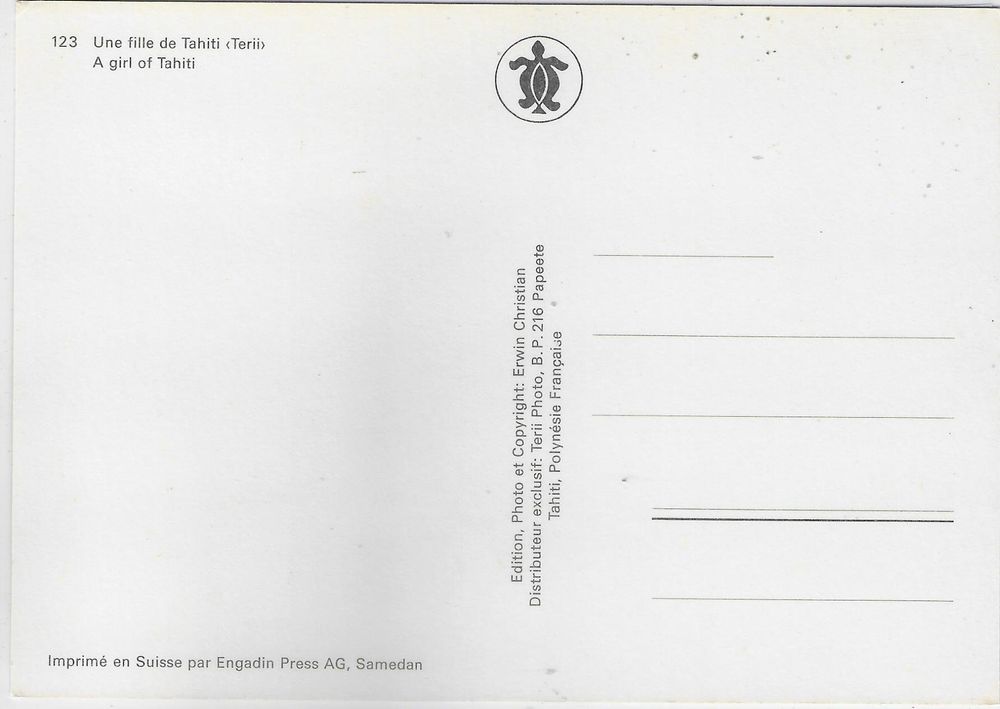 123 Une fille de Tahiti ‹Terii›
A girl of Tahiti
Edition, Photo et Copyright: Erwin Christian
Distributeur exclusif: Terii Photo, B. P. 216 Papeete
Tahiti, Polynésie Française
Imprimé en Suisse par Engadin Press AG, Samedan